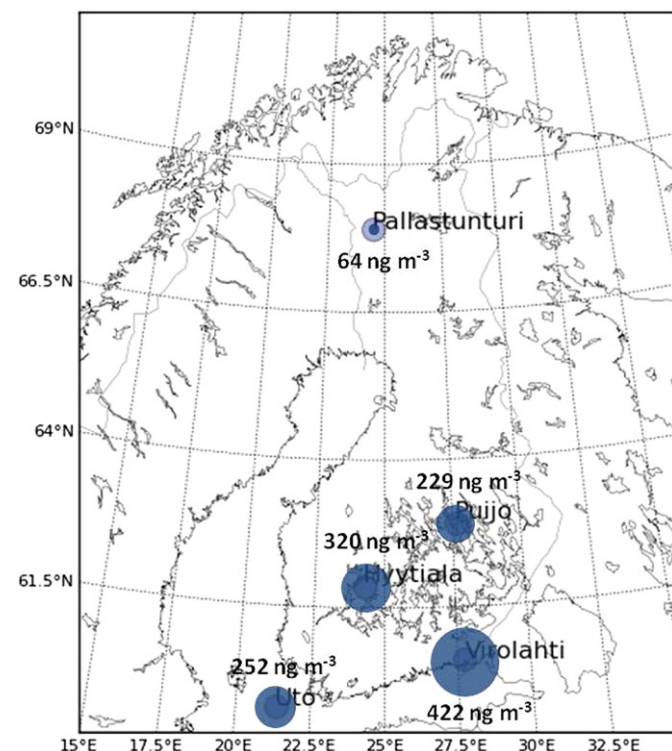 69°N
Pallastunturi
64 ng m⁻³
66.5°N
64°N
229 ng m⁻³
Puijo
320 ng m⁻³
Hyytiala
61.5°N
Virolahti
252 ng m⁻³
Uto
422 ng m⁻³
15°E 17.5°E 20°E 22.5°E 25°E 27.5°E 30°E 32.5°E